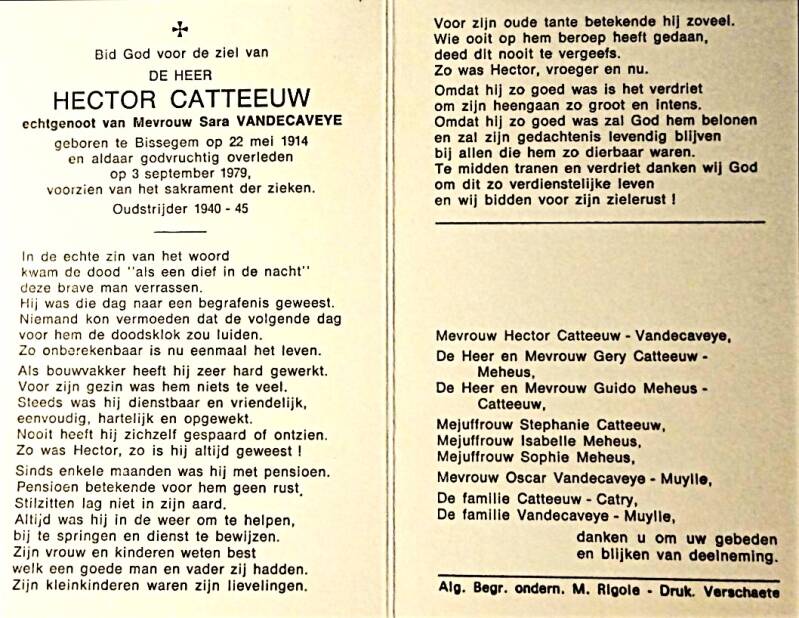 Bid God voor de ziel van
DE HEER
HECTOR CATTEEUW
echtgenoot van Mevrouw Sara VANDECAVEYE
geboren te Bissegem op 22 mei 1914
en aldaar godvruchtig overleden
op 3 september 1979,
voorzien van het sakrament der zieken.
Oudstrijder 1940 - 45
In de echte zin van het woord
kwam de dood "als een dief in de nacht"
deze brave man verrassen.
Hij was die dag naar een begrafenis geweest.
Niemand kon vermoeden dat de volgende dag
voor hem de doodsklok zou luiden.
Zo onberekenbaar is nu eenmaal het leven.
Als bouwvakker heeft hij zeer hard gewerkt.
Voor zijn gezin was hem niets te veel.
Steeds was hij dienstbaar en vriendelijk,
eenvoudig, hartelijk en opgewekt.
Nooit heeft hij zichzelf gespaard of ontzien.
Zo was Hector, zo is hij altijd geweest !
Sinds enkele maanden was hij met pensioen.
Pensioen betekende voor hem geen rust.
Stilzitten lag niet in zijn aard.
Altijd was hij in de weer om te helpen,
bij te springen en dienst te bewijzen.
Zijn vrouw en kinderen weten best
welk een goede man en vader zij hadden.
Zijn kleinkinderen waren zijn lievelingen.
Voor zijn oude tante betekende hij zoveel.
Wie ooit op hem beroep heeft gedaan,
deed dit nooit te vergeefs.
Zo was Hector, vroeger en nu.
Omdat hij zo goed was is het verdriet
om zijn heengaan zo groot en intens.
Omdat hij zo goed was zal God hem belonen
en zal zijn gedachtenis levendig blijven
bij allen die hem zo dierbaar waren.
Te midden tranen en verdriet danken wij God
om dit zo verdienstelijke leven
en wij bidden voor zijn zielerust !
Mevrouw Hector Catteeuw - Vandecaveye,
De Heer en Mevrouw Gery Catteeuw -
Meheus,
De Heer en Mevrouw Guido Meheus -
Catteeuw,
Mejuffrouw Stephanie Catteeuw,
Mejuffrouw Isabelle Meheus,
Mejuffrouw Sophie Meheus,
Mevrouw Oscar Vandecaveye - Muylle,
De familie Catteeuw - Catry,
De familie Vandecaveye - Muylle,
danken u om uw gebeden
en blijken van deelneming.
Alg. Begr. ondern. M. Rigole - Druk. Verschaete